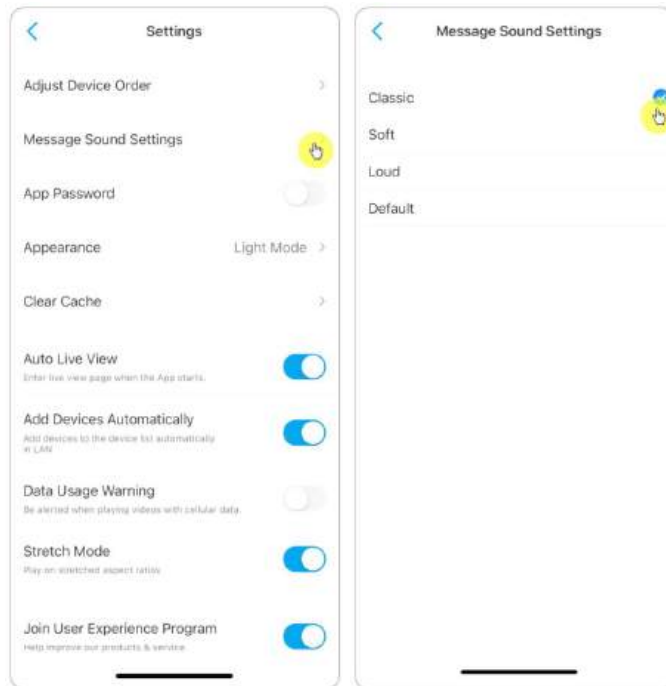 Settings
Adjust Device Order
Message Sound Settings
App Password
Appearance
Light Mode
Clear Cache
Auto Live View
Enter live view page when the App starts.
Add Devices Automatically
Add devices to the device list automatically
in LAN
Data Usage Warning
Be alerted when playing videos with cellular data.
Stretch Mode
Play on stretched aspect ratios
Join User Experience Program
Help improve our products & service
Message Sound Settings
Classic
Soft
Loud
Default